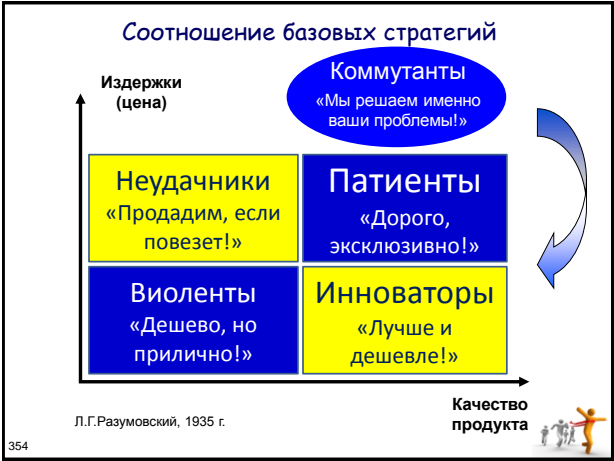 Соотношение базовых стратегий
Издержки
(цена)
Коммутанты
«Мы решаем именно
ваши проблемы!»
Неудачники
«Продадим, если
повезет!»
Патиенты
«Дорого,
эксклюзивно!»
Виоленты
«Дешево, но
прилично!»
Инноваторы
«Лучше и
дешевле!»
Качество
продукта
Л.Г.Разумовский, 1935 г.
354